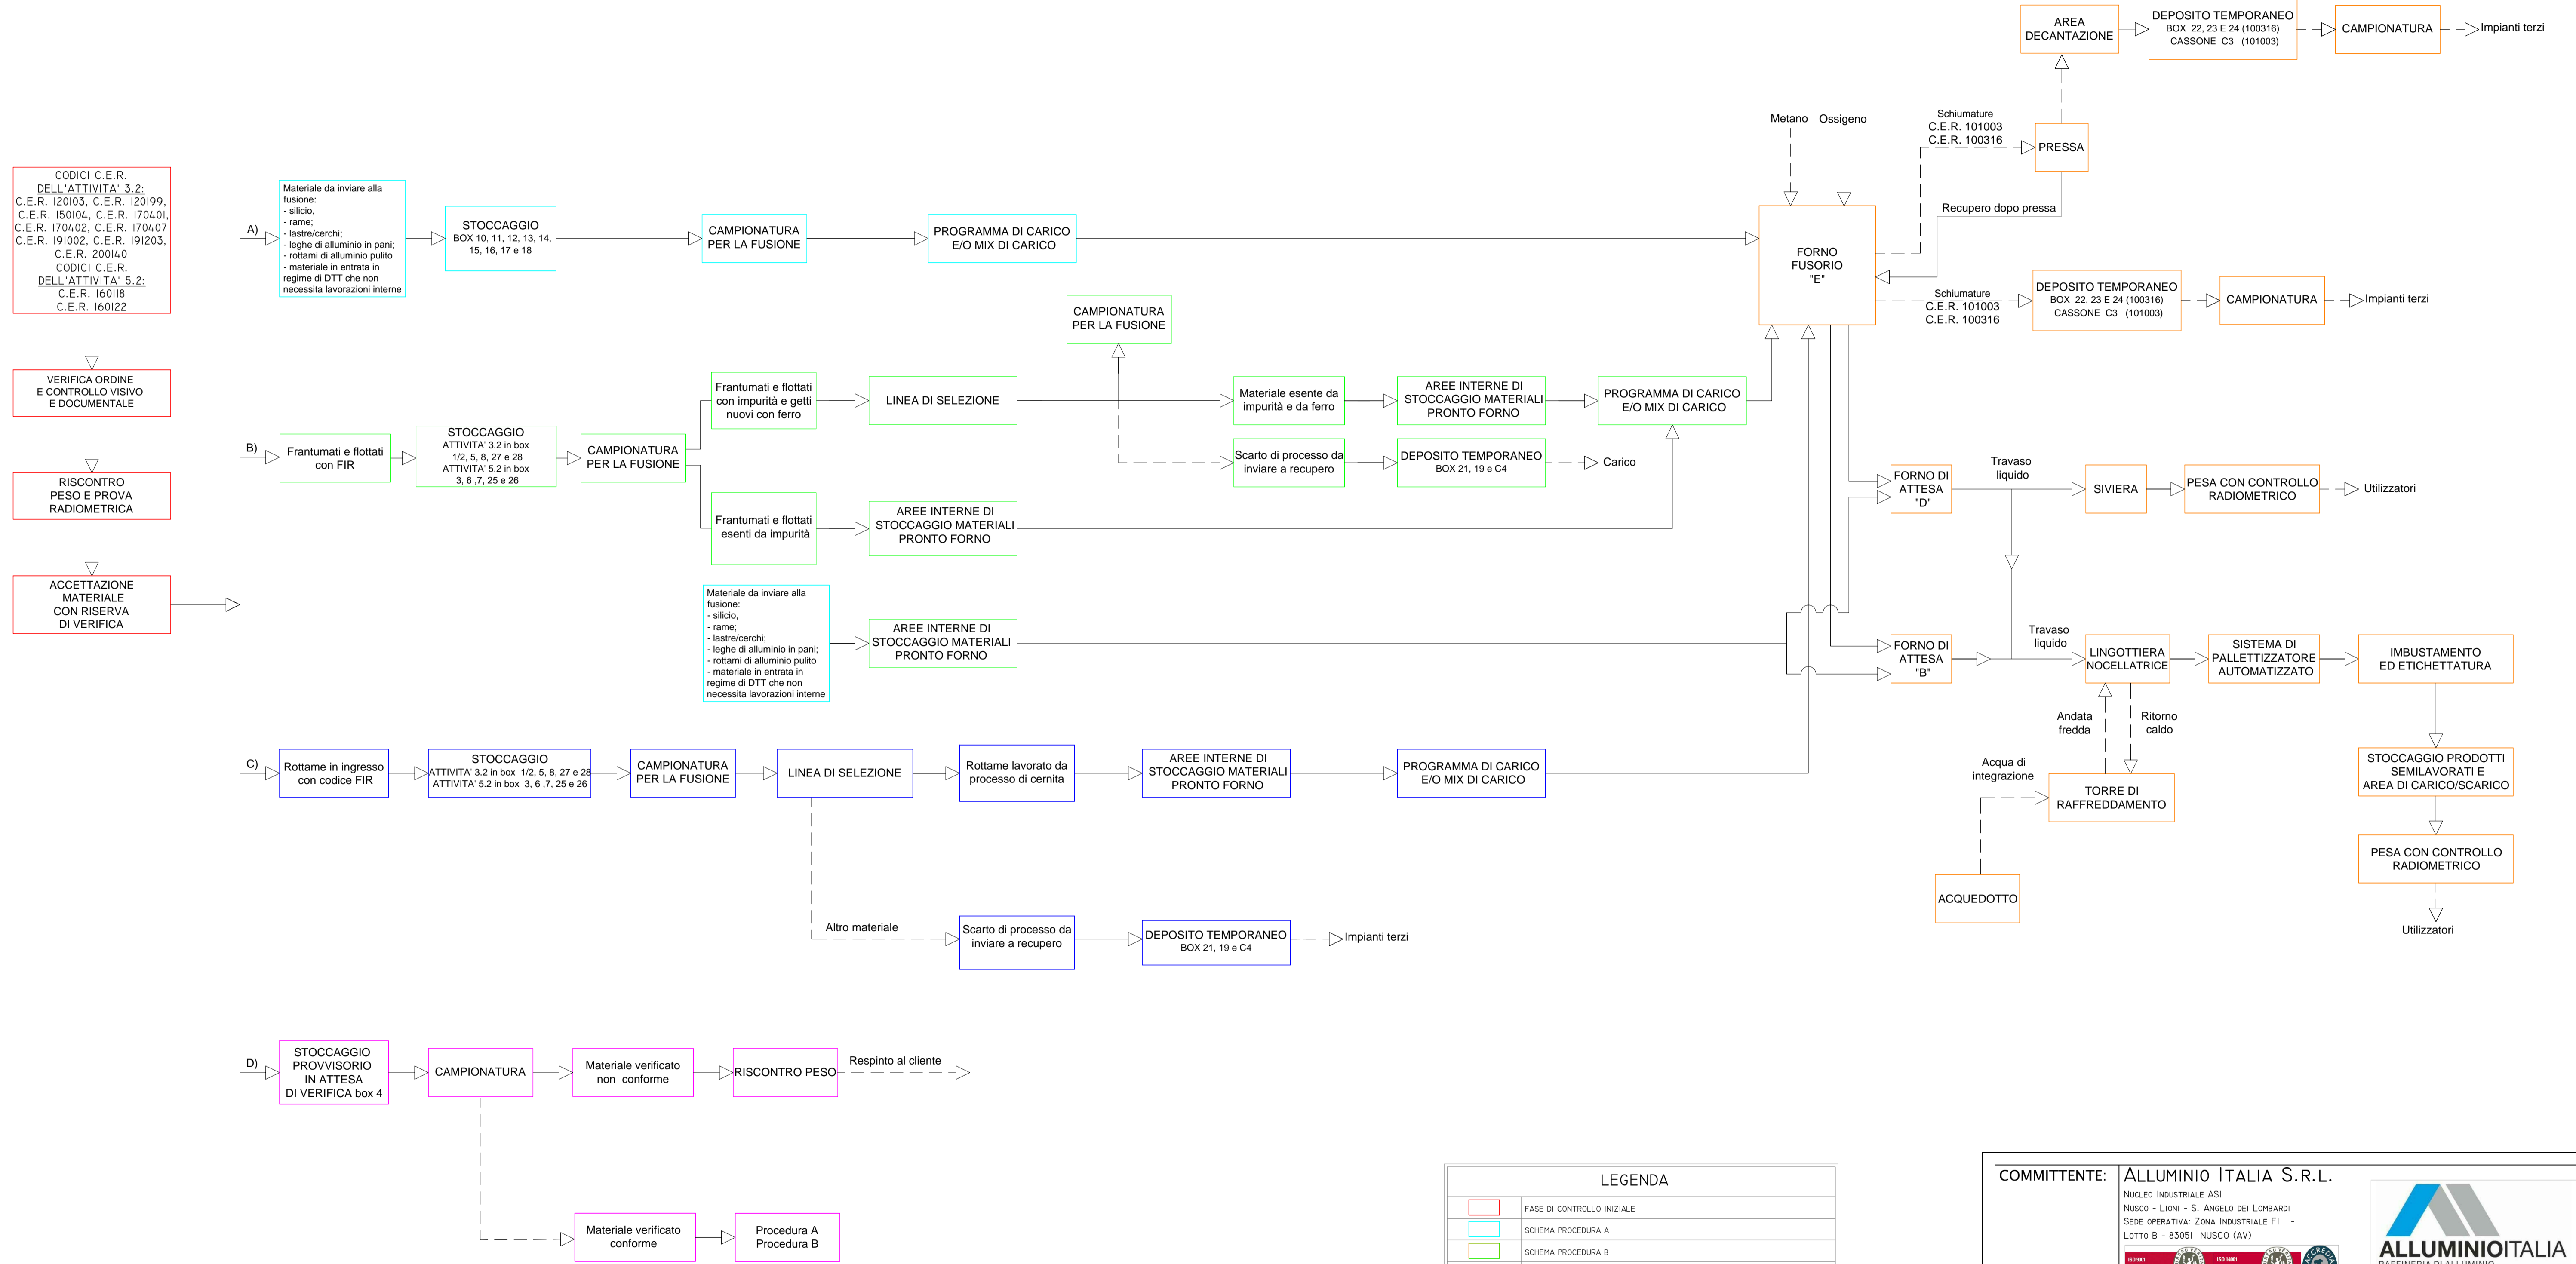 CODICI C.E.R.
DELL'ATTIVITA' 3.2:
C.E.R. 120103, C.E.R. 120199,
C.E.R. 150104, C.E.R. 170401,
C.E.R. 170402, C.E.R. 170407
C.E.R. 191002, C.E.R. 191203,
C.E.R. 200140
CODICI C.E.R.
DELL'ATTIVITA' 5.2:
C.E.R. 160118
C.E.R. 160122
VERIFICA ORDINE
E CONTROLLO VISIVO
E DOCUMENTALE
RISCONTRO
PESO E PROVA
RADIOMETRICA
ACCETTAZIONE
MATERIALE
CON RISERVA
DI VERIFICA
A)
Materiale da inviare alla
fusione:
- silicio,
- rame;
- lastre/cerchi;
- leghe di alluminio in pani;
- rottami di alluminio pulito
- materiale in entrata in
regime di DTT che non
necessita lavorazioni interne
STOCCAGGIO
BOX 10, 11, 12, 13, 14,
15, 16, 17 e 18
CAMPIONATURA
PER LA FUSIONE
PROGRAMMA DI CARICO
E/O MIX DI CARICO
B)
Frantumati e flottati
con FIR
STOCCAGGIO
ATTIVITA' 3.2 in box
1/2, 5, 8, 27 e 28
ATTIVITA' 5.2 in box
3, 6 ,7, 25 e 26
CAMPIONATURA
PER LA FUSIONE
Frantumati e flottati
con impurità e getti
nuovi con ferro
LINEA DI SELEZIONE
CAMPIONATURA
PER LA FUSIONE
Materiale esente da
impurità e da ferro
AREE INTERNE DI
STOCCAGGIO MATERIALI
PRONTO FORNO
PROGRAMMA DI CARICO
E/O MIX DI CARICO
Scarto di processo da
inviare a recupero
DEPOSITO TEMPORANEO
BOX 21, 19 e C4
Carico
Frantumati e flottati
esenti da impurità
AREE INTERNE DI
STOCCAGGIO MATERIALI
PRONTO FORNO
Materiale da inviare alla
fusione:
- silicio,
- rame;
- lastre/cerchi;
- leghe di alluminio in pani;
- rottami di alluminio pulito
- materiale in entrata in
regime di DTT che non
necessita lavorazioni interne
AREE INTERNE DI
STOCCAGGIO MATERIALI
PRONTO FORNO
C)
Rottame in ingresso
con codice FIR
STOCCAGGIO
ATTIVITA' 3.2 in box 1/2, 5, 8, 27 e 28
ATTIVITA' 5.2 in box 3, 6 ,7, 25 e 26
CAMPIONATURA
PER LA FUSIONE
LINEA DI SELEZIONE
Rottame lavorato da
processo di cernita
AREE INTERNE DI
STOCCAGGIO MATERIALI
PRONTO FORNO
PROGRAMMA DI CARICO
E/O MIX DI CARICO
Altro materiale
Scarto di processo da
inviare a recupero
DEPOSITO TEMPORANEO
BOX 21, 19 e C4
Impianti terzi
D)
STOCCAGGIO
PROVVISORIO
IN ATTESA
DI VERIFICA box 4
CAMPIONATURA
Materiale verificato
non conforme
RISCONTRO PESO
Respinto al cliente
Materiale verificato
conforme
Procedura A
Procedura B
Metano
Ossigeno
FORNO
FUSORIO
"E"
Schiumature
C.E.R. 101003
C.E.R. 100316
PRESSA
Recupero dopo pressa
AREA
DECANTAZIONE
DEPOSITO TEMPORANEO
BOX 22, 23 E 24 (100316)
CASSONE C3 (101003)
CAMPIONATURA
Impianti terzi
Schiumature
C.E.R. 101003
C.E.R. 100316
DEPOSITO TEMPORANEO
BOX 22, 23 E 24 (100316)
CASSONE C3 (101003)
CAMPIONATURA
Impianti terzi
FORNO DI
ATTESA
"D"
Travaso
liquido
SIVIERA
PESA CON CONTROLLO
RADIOMETRICO
Utilizzatori
FORNO DI
ATTESA
"B"
Travaso
liquido
LINGOTTIERA
NOCELLATRICE
SISTEMA DI
PALLETTIZZATORE
AUTOMATIZZATO
IMBUSTAMENTO
ED ETICHETTATURA
Andata
fredda
Ritorno
caldo
Acqua di
integrazione
TORRE DI
RAFFREDDAMENTO
ACQUEDOTTO
STOCCAGGIO PRODOTTI
SEMILAVORATI E
AREA DI CARICO/SCARICO
PESA CON CONTROLLO
RADIOMETRICO
Utilizzatori
LEGENDA
FASE DI CONTROLLO INIZIALE
SCHEMA PROCEDURA A
SCHEMA PROCEDURA B
COMMITTENTE:
ALLUMINIO ITALIA S.R.L.
NUCLEO INDUSTRIALE ASI
NUSCO - LIONI - S. ANGELO DEI LOMBARDI
SEDE OPERATIVA: ZONA INDUSTRIALE F1 -
LOTTO B - 83051 NUSCO (AV)
ISO 9001
ISO 14001
ALLUMINIOITALIA
RAFFINERIA DI ALLUMINIO